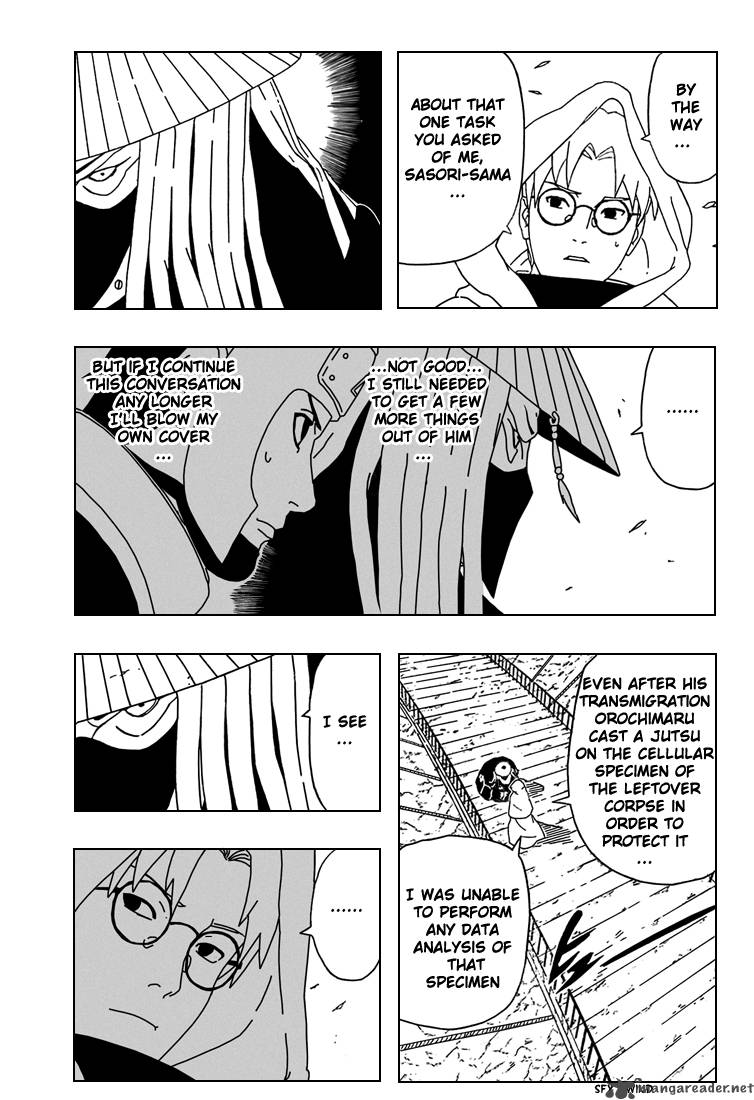 BY
THE
WAY
...
ABOUT THAT
ONE TASK
YOU ASKED
OF ME,
SASORI-SAMA
...
......
...NOT GOOD...
I STILL NEEDED
TO GET A FEW
MORE THINGS
OUT OF HIM
...
BUT IF I CONTINUE
THIS CONVERSATION
ANY LONGER
I'LL BLOW MY
OWN COVER
...
EVEN AFTER HIS
TRANSMIGRATION
OROCHIMARU
CAST A JUTSU
ON THE CELLULAR
SPECIMEN OF
THE LEFTOVER
CORPSE IN
ORDER TO
PROTECT IT
...
I WAS UNABLE
TO PERFORM
ANY DATA
ANALYSIS OF
THAT
SPECIMEN
I SEE
...
......
SFX: WIND
mangareader.net